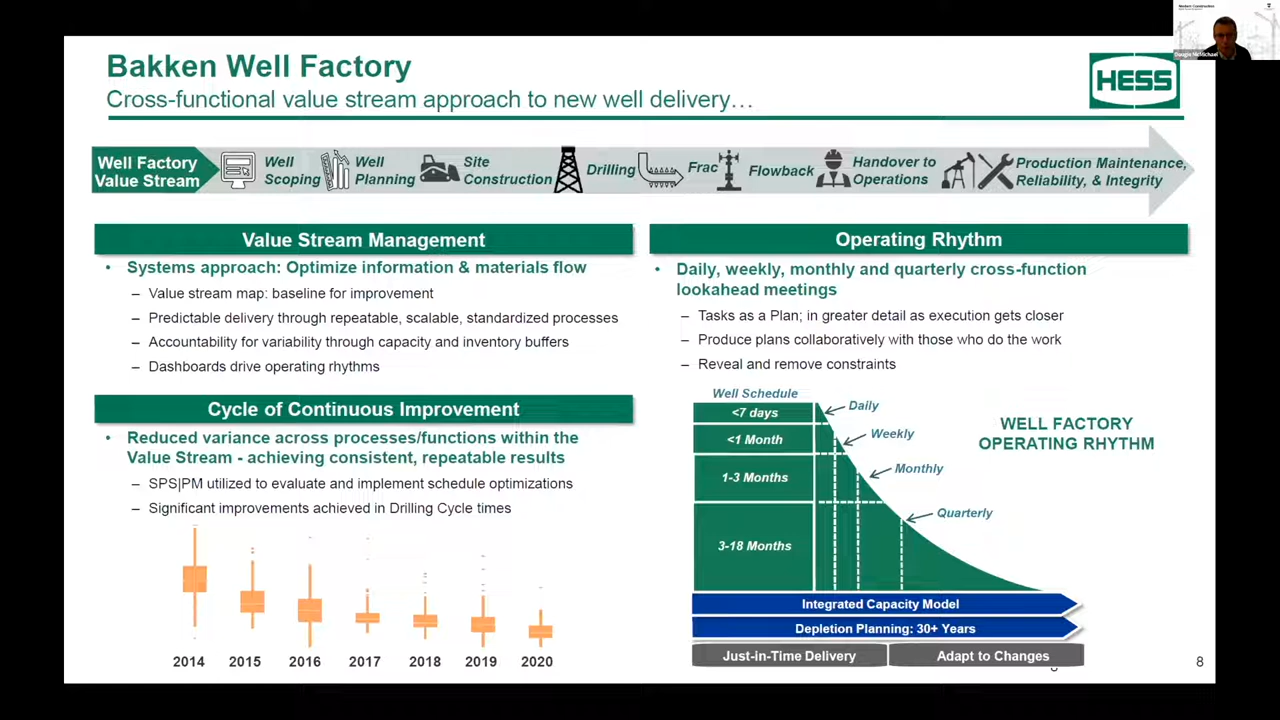 Bakken Well Factory
Cross-functional value stream approach to new well delivery…
HESS
Well Factory
Value Stream
Well
Scoping
Well
Planning
Site
Construction
Drilling
Frac
Flowback
Handover to
Operations
Production Maintenance,
Reliability, & Integrity
Value Stream Management
• Systems approach: Optimize information & materials flow
– Value stream map: baseline for improvement
– Predictable delivery through repeatable, scalable, standardized processes
– Accountability for variability through capacity and inventory buffers
– Dashboards drive operating rhythms
Cycle of Continuous Improvement
• Reduced variance across processes/functions within the
Value Stream - achieving consistent, repeatable results
– SPS|PM utilized to evaluate and implement schedule optimizations
– Significant improvements achieved in Drilling Cycle times
2014 2015 2016 2017 2018 2019 2020
Operating Rhythm
• Daily, weekly, monthly and quarterly cross-function
lookahead meetings
– Tasks as a Plan; in greater detail as execution gets closer
– Produce plans collaboratively with those who do the work
– Reveal and remove constraints
Well Schedule
<7 days
<1 Month
1-3 Months
3-18 Months
Daily
Weekly
Monthly
Quarterly
WELL FACTORY
OPERATING RHYTHM
Integrated Capacity Model
Depletion Planning: 30+ Years
Just-in-Time Delivery
Adapt to Changes
8